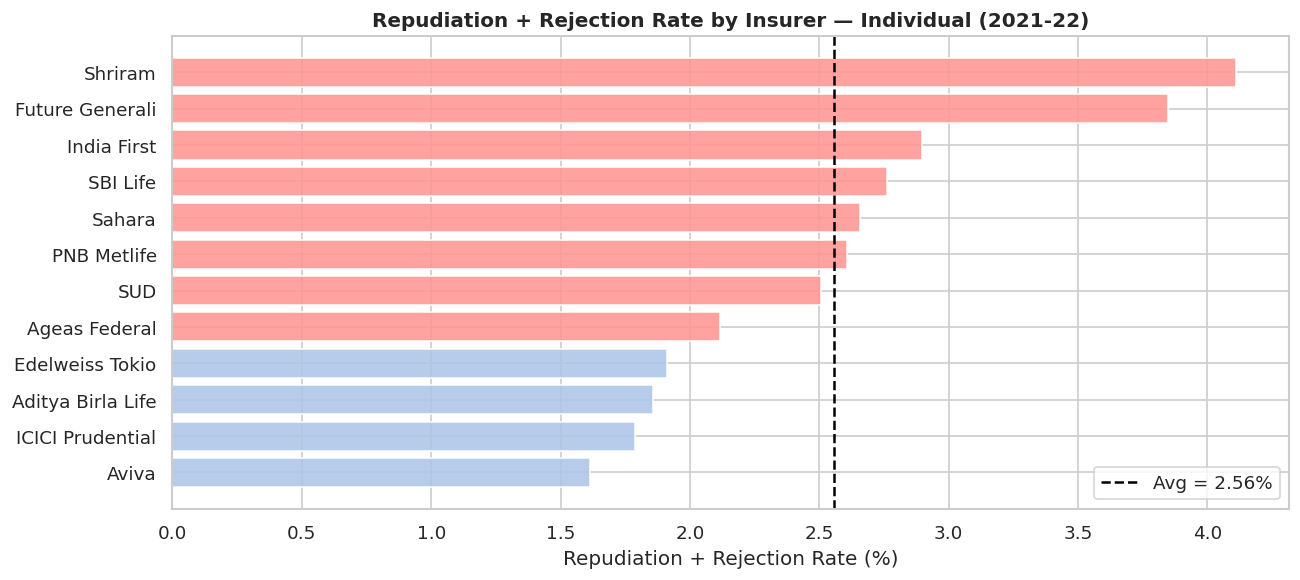 Repudiation + Rejection Rate by Insurer — Individual (2021-22)
Shriram
Future Generali
India First
SBI Life
Sahara
PNB Metlife
SUD
Ageas Federal
Edelweiss Tokio
Aditya Birla Life
ICICI Prudential
Aviva
Avg = 2.56%
0.0 0.5 1.0 1.5 2.0 2.5 3.0 3.5 4.0
Repudiation + Rejection Rate (%)